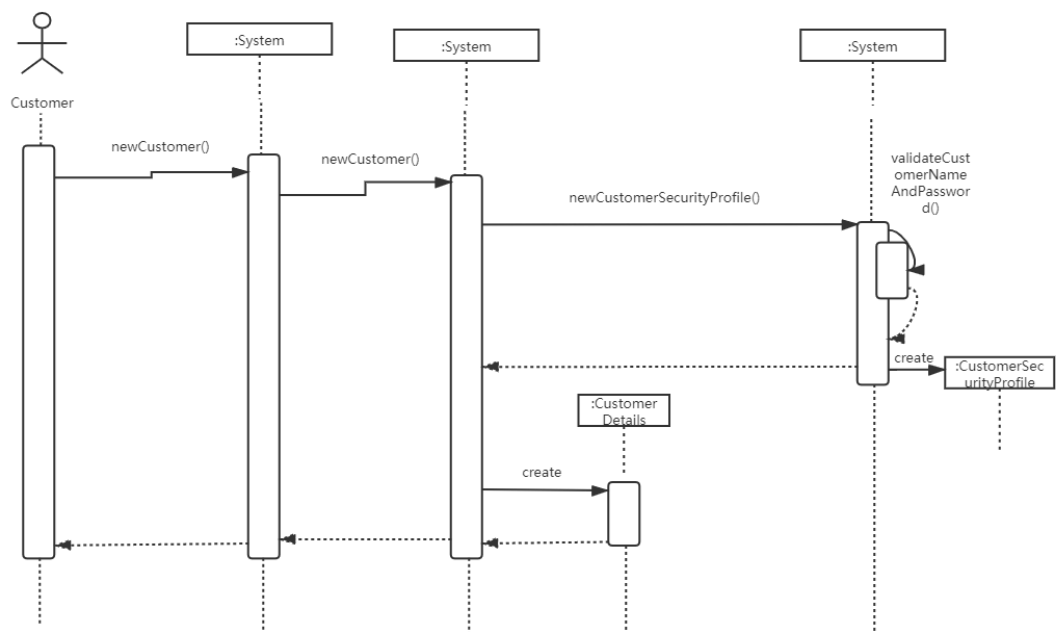 :System
:System
:System
Customer
newCustomer()
newCustomer()
validateCust
omerName
AndPasswor
d()
newCustomerSecurityProfile()
create
:CustomerSec
urityProfile
:Customer
Details
create